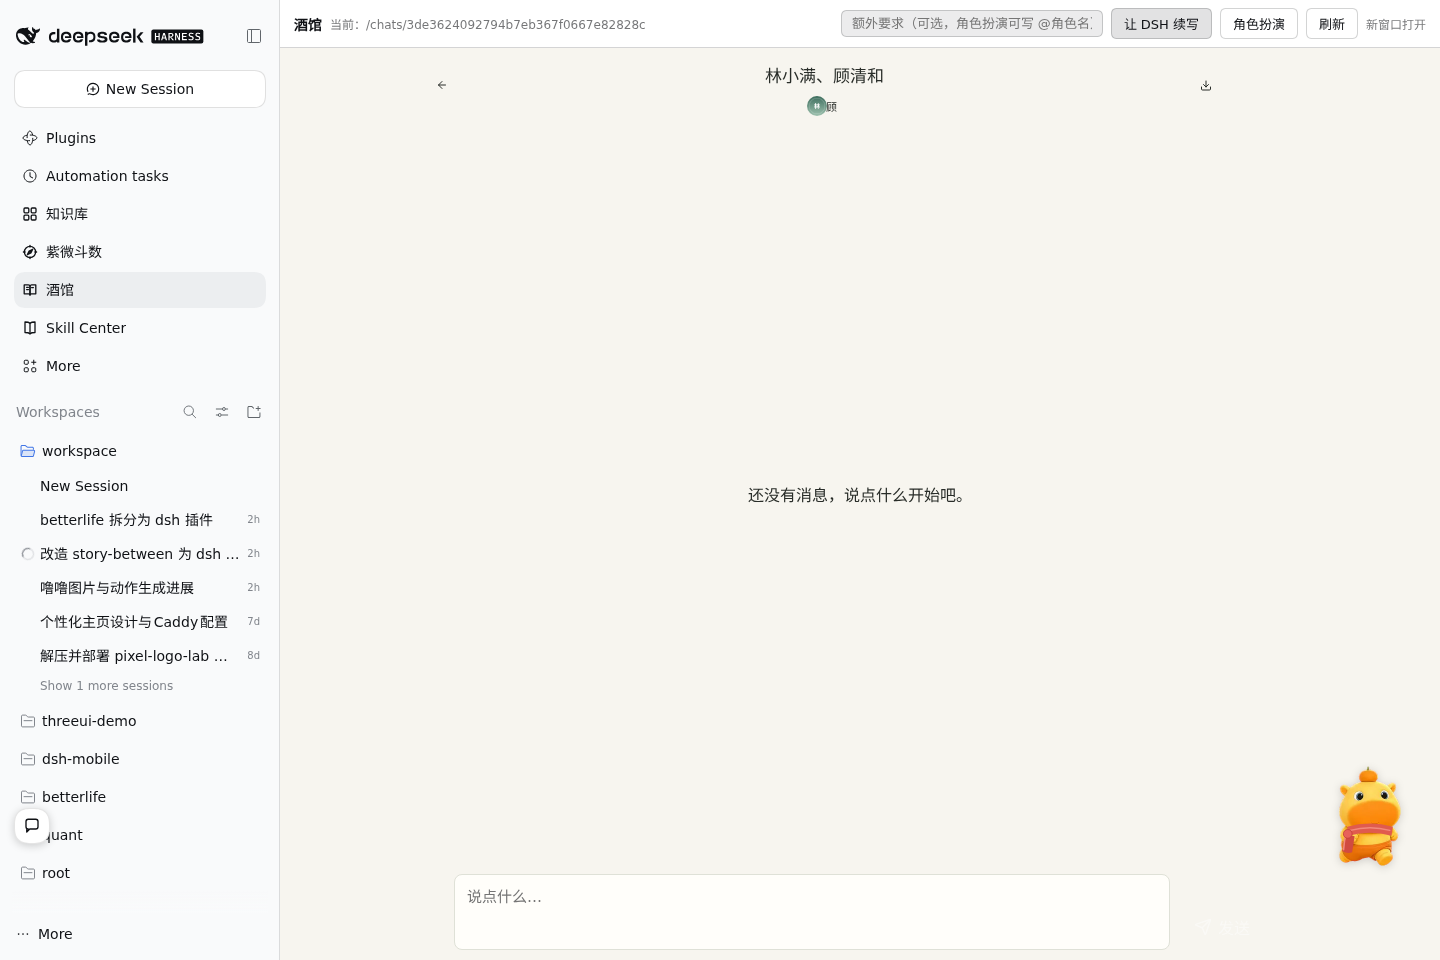 deepseek HARNESS
New Session
Plugins
Automation tasks
知识库
紫微斗数
酒馆
Skill Center
More
Workspaces
workspace
New Session
betterlife 拆分为 dsh 插件 2h
改造 story-between 为 dsh ... 2h
噜噜图片与动作生成进展 2h
个性化主页设计与Caddy配置 7d
解压并部署 pixel-logo-lab ... 8d
Show 1 more sessions
threeui-demo
dsh-mobile
betterlife
quant
root
More
酒馆 当前：/chats/3de3624092794b7eb367f0667e82828c
额外要求（可选，角色扮演可写 @角色名
让 DSH 续写
角色扮演
刷新
新窗口打开
林小满、顾清和
顾
还没有消息，说点什么开始吧。
说点什么...
发送